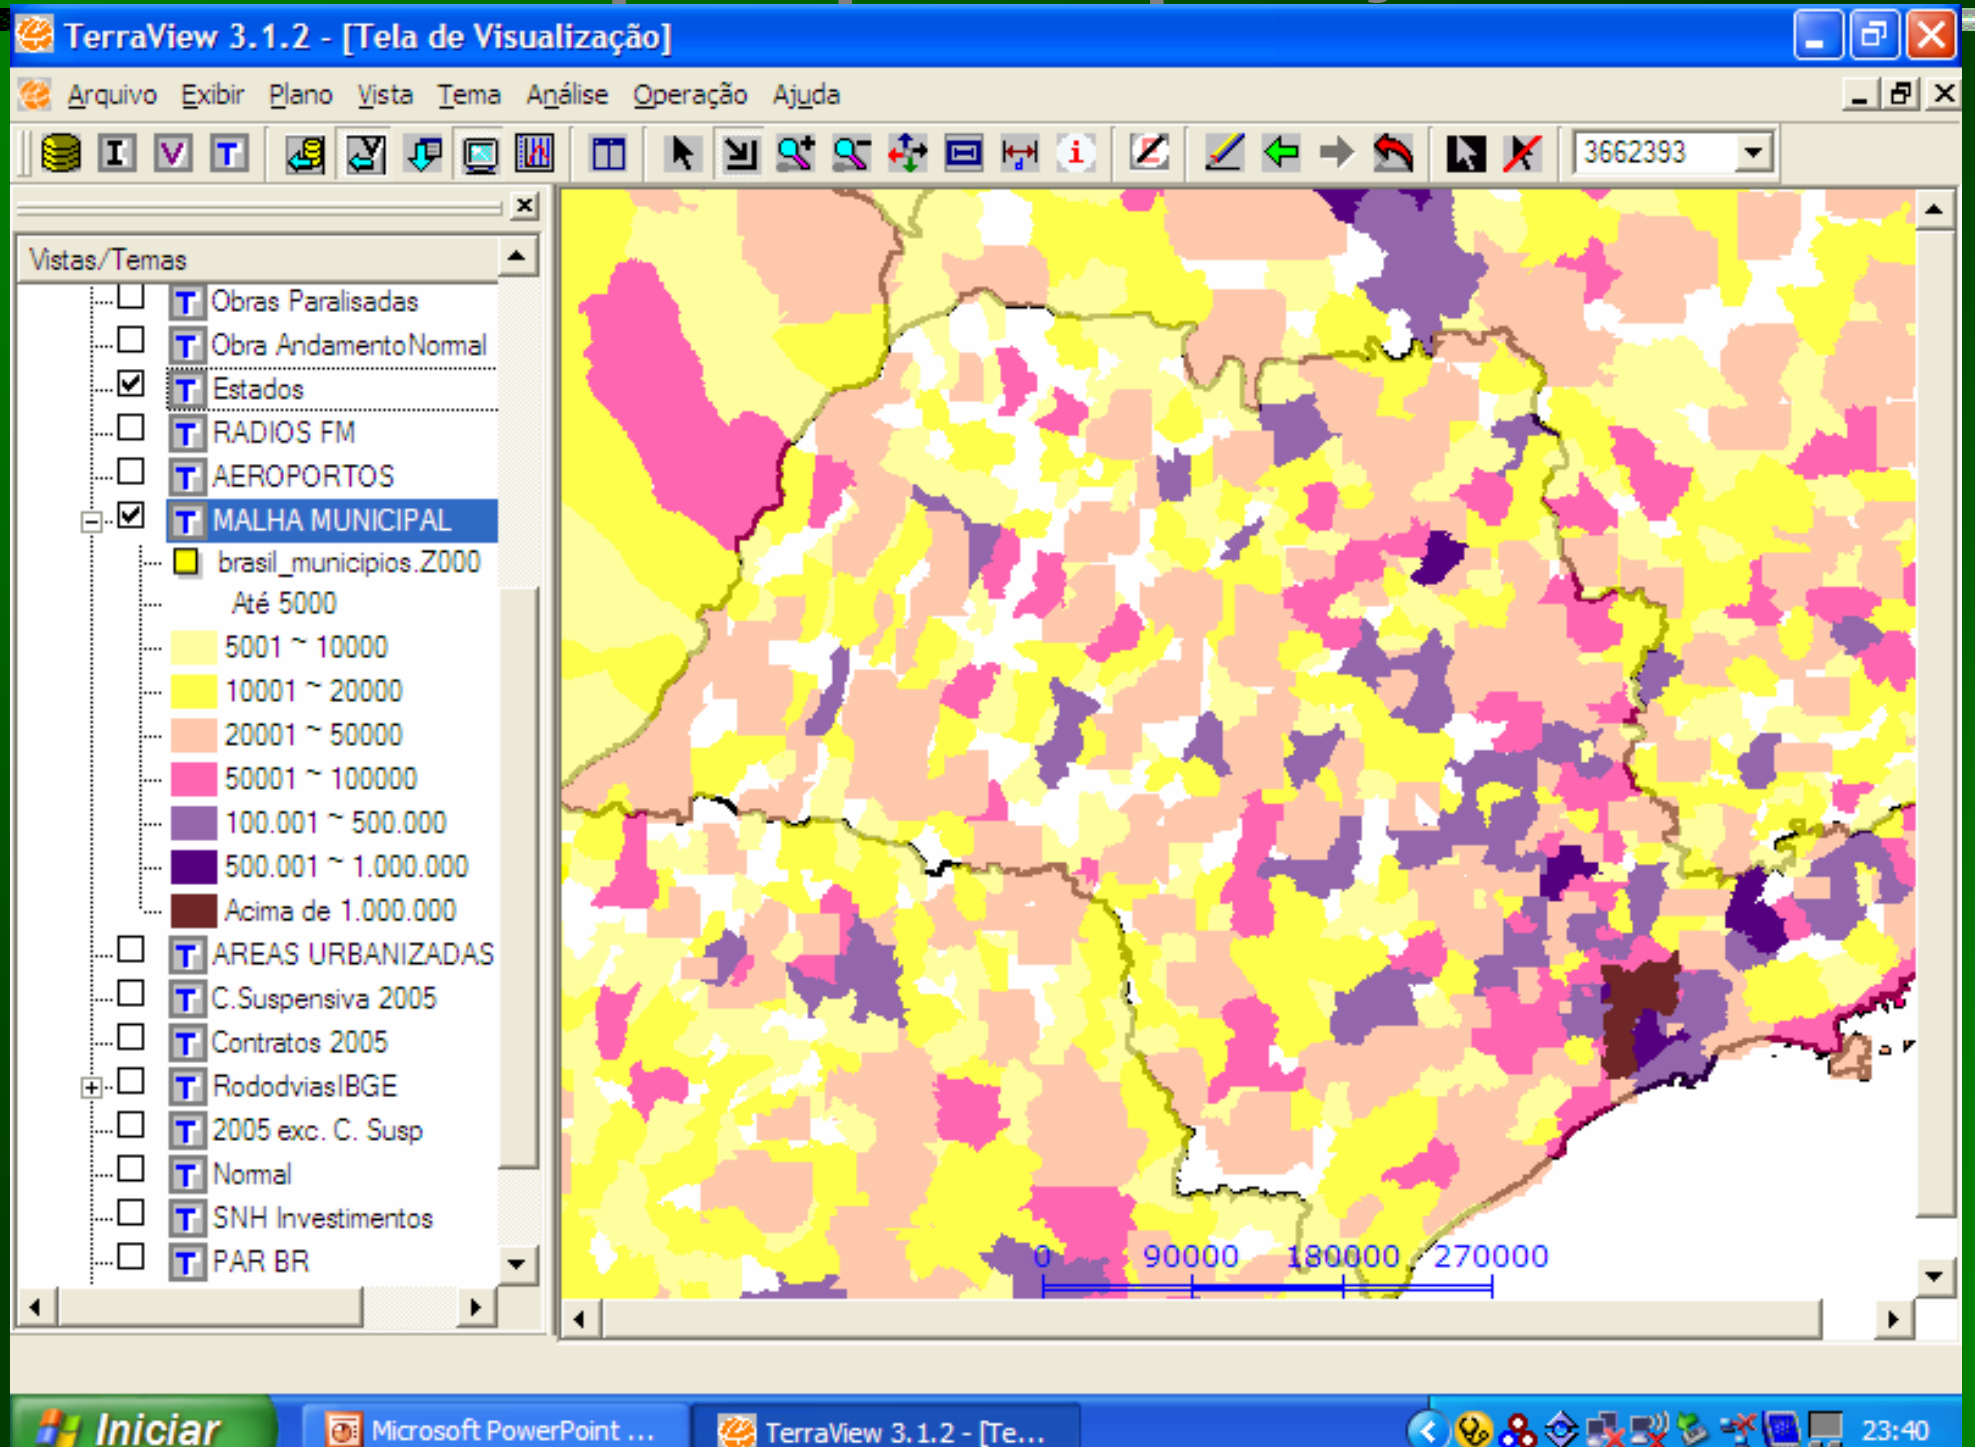 TerraView 3.1.2 - [Tela de Visualização]
Arquivo Exibir Plano Vista Tema Análise Operação Ajuda
3662393
Vistas/Temas
Obras Paralisadas
Obra AndamentoNormal
Estados
RADIOS FM
AEROPORTOS
MALHA MUNICIPAL
brasil_municipios.Z000
Até 5000
5001 ~ 10000
10001 ~ 20000
20001 ~ 50000
50001 ~ 100000
100.001 ~ 500.000
500.001 ~ 1.000.000
Acima de 1.000.000
AREAS URBANIZADAS
C.Suspensiva 2005
Contratos 2005
RododviasIBGE
2005 exc. C. Susp
Normal
SNH Investimentos
PAR BR
0 90000 180000 270000
Iniciar
Microsoft PowerPoint ...
TerraView 3.1.2 - [Te...
23:40